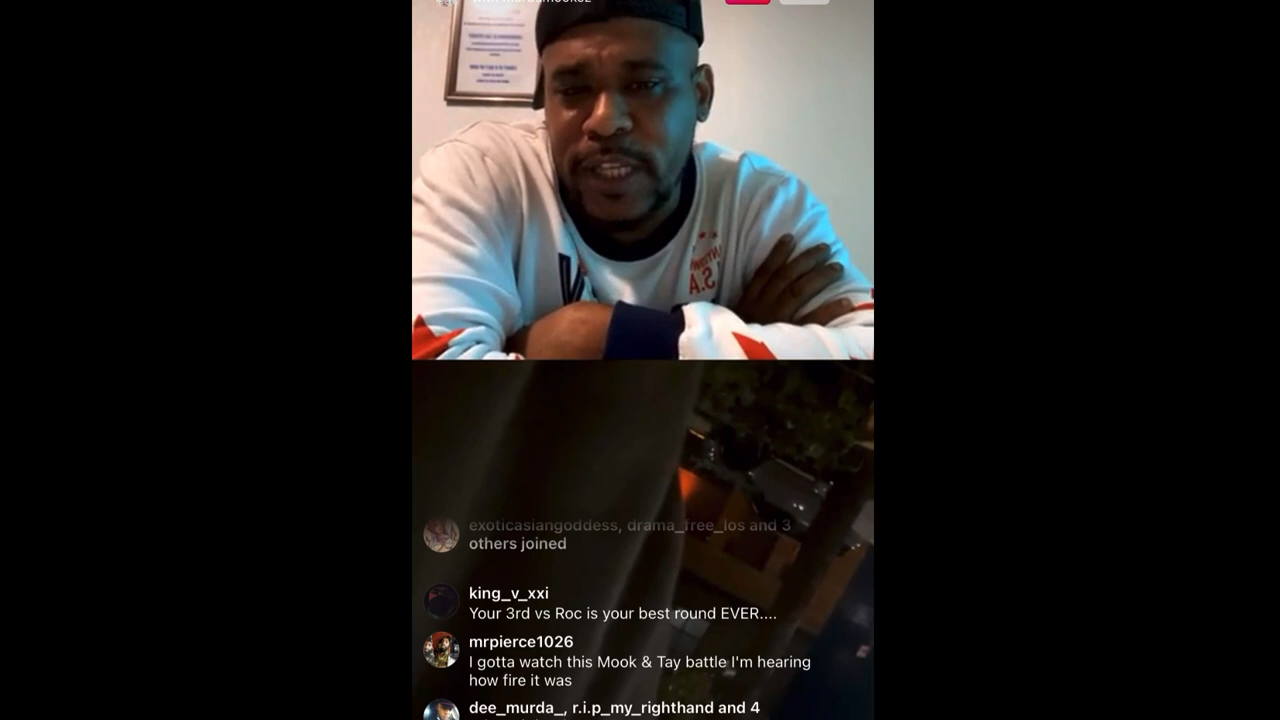 exoticasiangoddess, drama_free_los and 3
others joined
king_v_xxi
Your 3rd vs Roc is your best round EVER....
mrpierce1026
I gotta watch this Mook & Tay battle I'm hearing
how fire it was
dee_murda_, r.i.p_my_righthand and 4